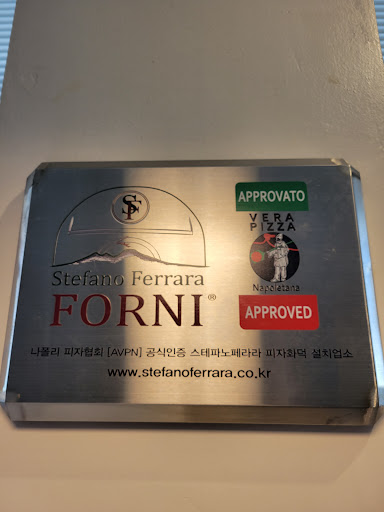 SF
Stefano Ferrara
FORNI®
APPROVATO
VERA
PIZZA
Napoletana
APPROVED
나폴리 피자협회 [AVPN] 공식인증 스테파노페라라 피자화덕 설치업소
www.stefanoferrara.co.kr